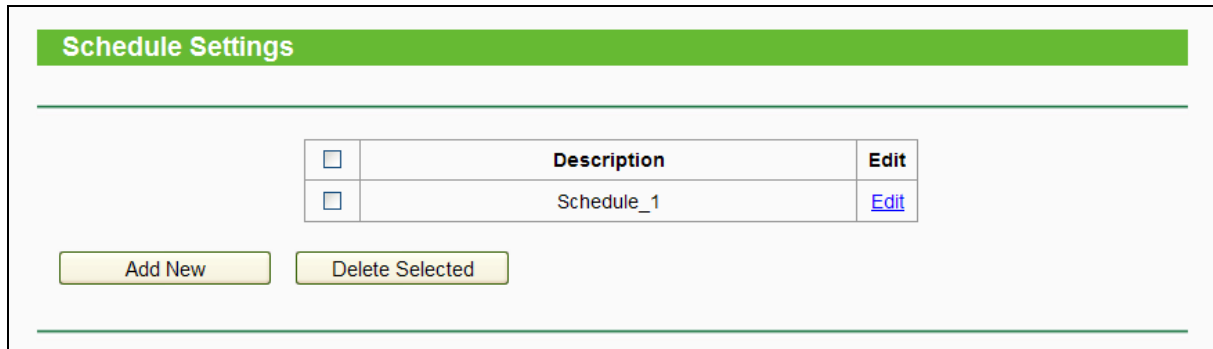 Schedule Settings
Description Edit
Schedule_1 Edit
Add New Delete Selected